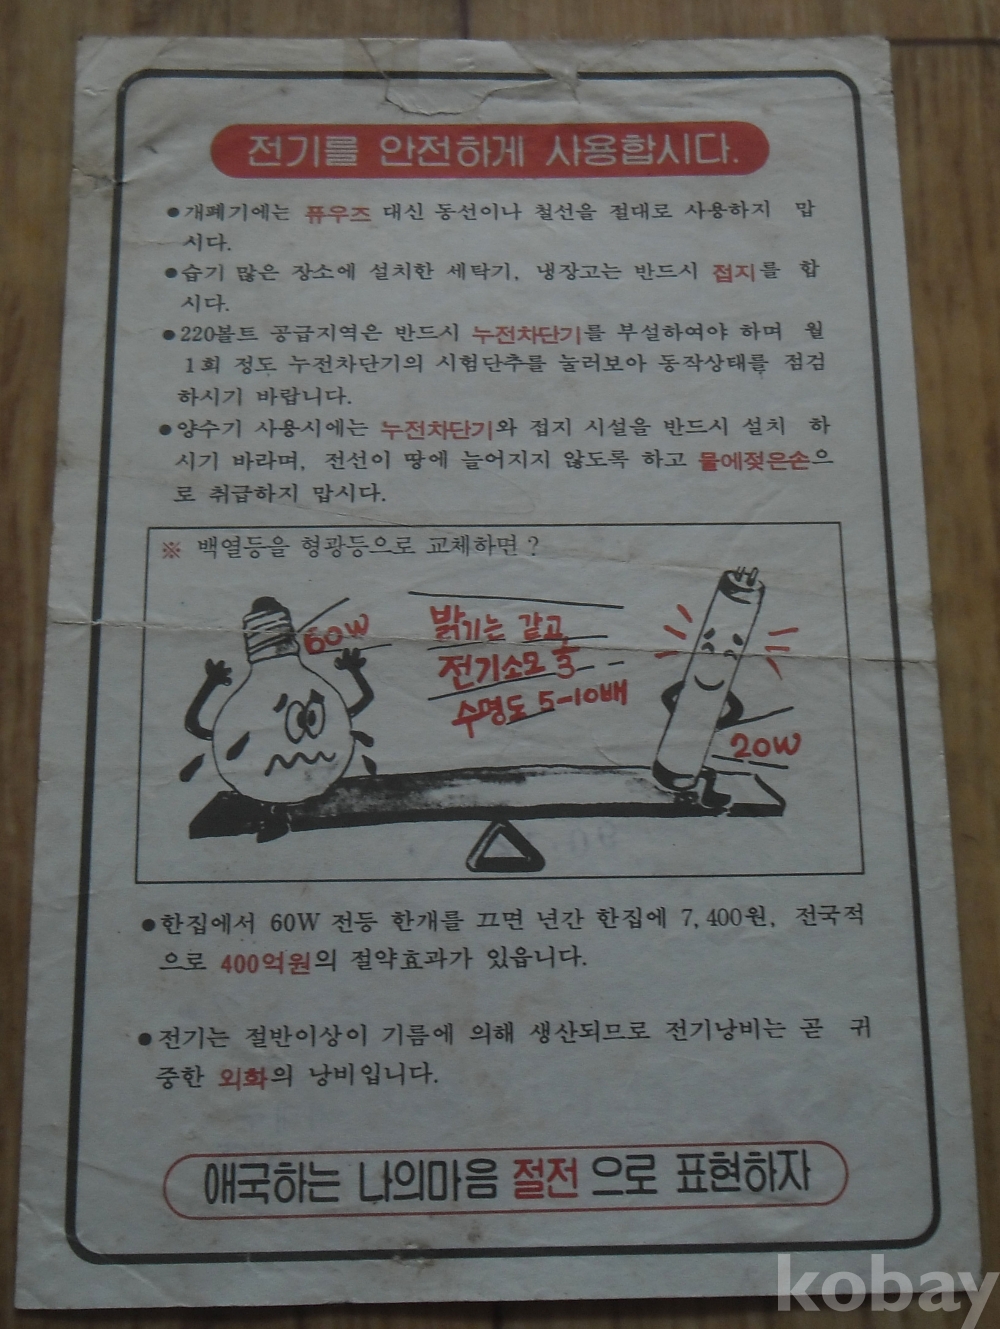 전기를 안전하게 사용합시다.
●개폐기에는 퓨우즈 대신 동선이나 철선을 절대로 사용하지 맙
시다.
●습기 많은 장소에 설치한 세탁기, 냉장고는 반드시 접지를 합
시다.
●220볼트 공급지역은 반드시 누전차단기를 부설하여야 하며 월
1회 정도 누전차단기의 시험단추를 눌러보아 동작상태를 점검
하시기 바랍니다.
●양수기 사용시에는 누전차단기와 접지 시설을 반드시 설치 하
시기 바라며, 전선이 땅에 늘어지지 않도록 하고 물에젖은손으
로 취급하지 맙시다.
※ 백열등을 형광등으로 교체하면 ?
60W
밝기는 같고,
전기소모 1/3
수명도 5-10배
20W
●한집에서 60W 전등 한개를 끄면 년간 한집에 7,400원, 전국적
으로 400억원의 절약효과가 있읍니다.
●전기는 절반이상이 기름에 의해 생산되므로 전기낭비는 곧 귀
중한 외화의 낭비입니다.
애국하는 나의마음 절전 으로 표현하자
kobay